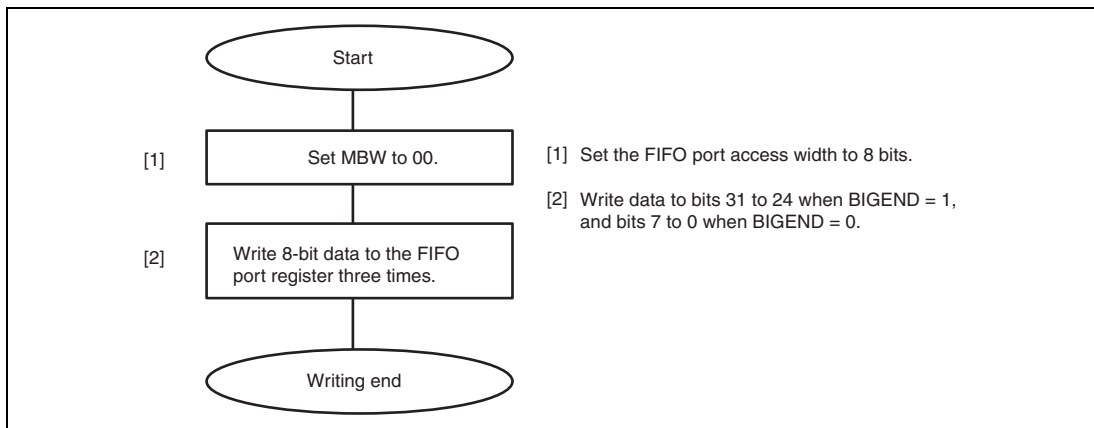 Start
[1]
Set MBW to 00.
[1] Set the FIFO port access width to 8 bits.
[2] Write data to bits 31 to 24 when BIGEND = 1,
and bits 7 to 0 when BIGEND = 0.
[2]
Write 8-bit data to the FIFO
port register three times.
Writing end